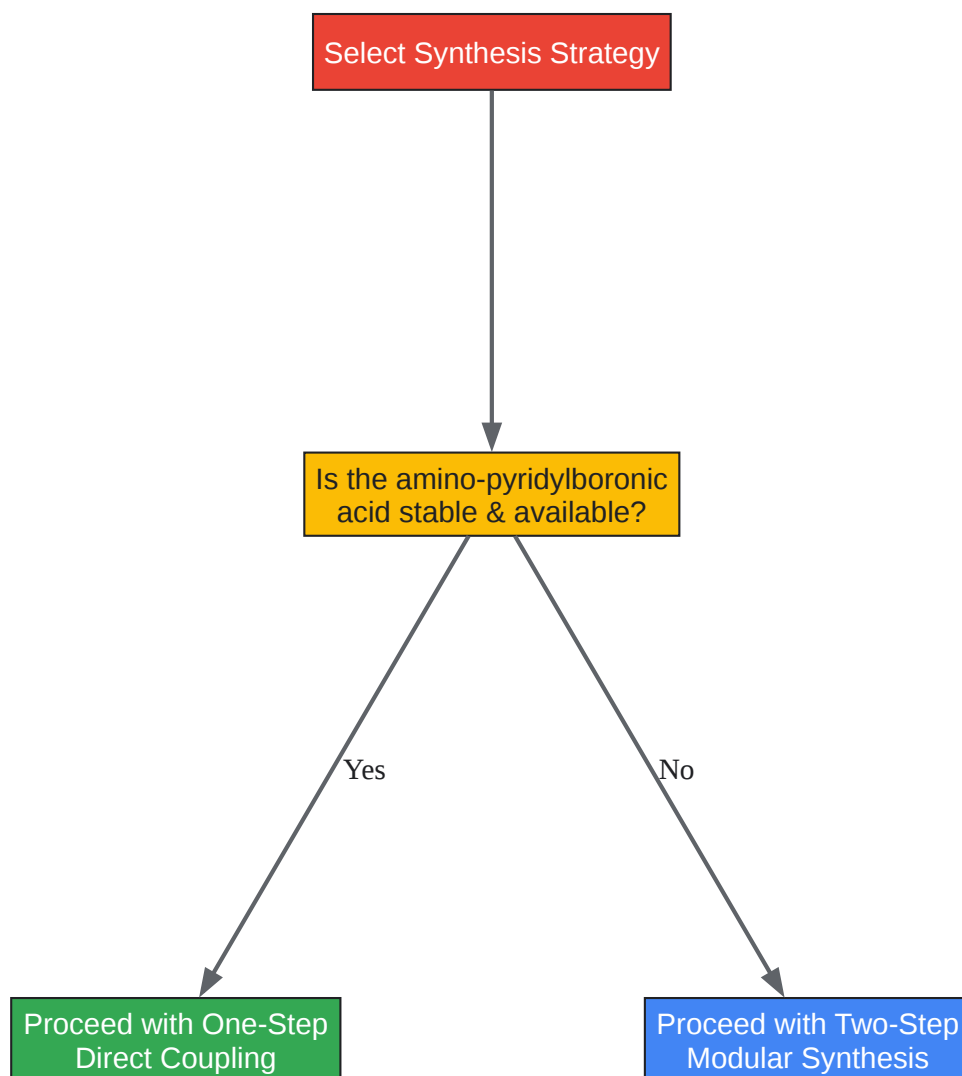 Select Synthesis Strategy
Is the amino-pyridylboronic
acid stable & available?
Yes
No
Proceed with One-Step
Direct Coupling
Proceed with Two-Step
Modular Synthesis